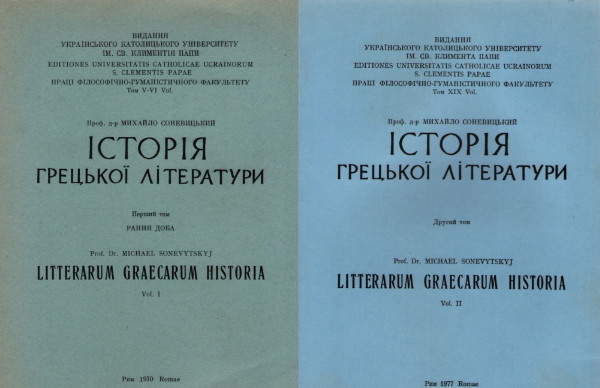 ВИДАННЯ
УКРАЇНСЬКОГО КАТОЛИЦЬКОГО УНІВЕРСИТЕТУ
ІМ. СВ. КЛИМЕНТІЯ ПАПИ
EDITIONES UNIVERSITATIS CATHOLICAE UCRAINORUM
S. CLEMENTIS PAPAE
ПРАЦІ ФІЛОСОФІЧНО-ГУМАНІСТИЧНОГО ФАКУЛЬТЕТУ
Том V-VI Vol.
Проф. д-р МИХАЙЛО СОНЕВИЦЬКИЙ
ІСТОРІЯ
ГРЕЦЬКОЇ ЛІТЕРАТУРИ
Перший том
РАННЯ ДОБА
Prof. Dr. MICHAEL SONEVYTSKYJ
LITTERARUM GRAECARUM HISTORIA
Vol. I
Рим 1970 Romae
ВИДАННЯ
УКРАЇНСЬКОГО КАТОЛИЦЬКОГО УНІВЕРСИТЕТУ
ІМ. СВ. КЛИМЕНТА ПАПИ
EDITIONES UNIVERSITATIS CATHOLICAE UCRAINORUM
S. CLEMENTIS PAPAE
ПРАЦІ ФІЛОСОФІЧНО-ГУМАНІСТИЧНОГО ФАКУЛЬТЕТУ
Том XIX Vol.
Проф. д-р МИХАЙЛО СОНЕВИЦЬКИЙ
ІСТОРІЯ
ГРЕЦЬКОЇ ЛІТЕРАТУРИ
Другий том
Prof. Dr. MICHAEL SONEVYTSKYJ
LITTERARUM GRAECARUM HISTORIA
Vol. II
Рим 1977 Romae